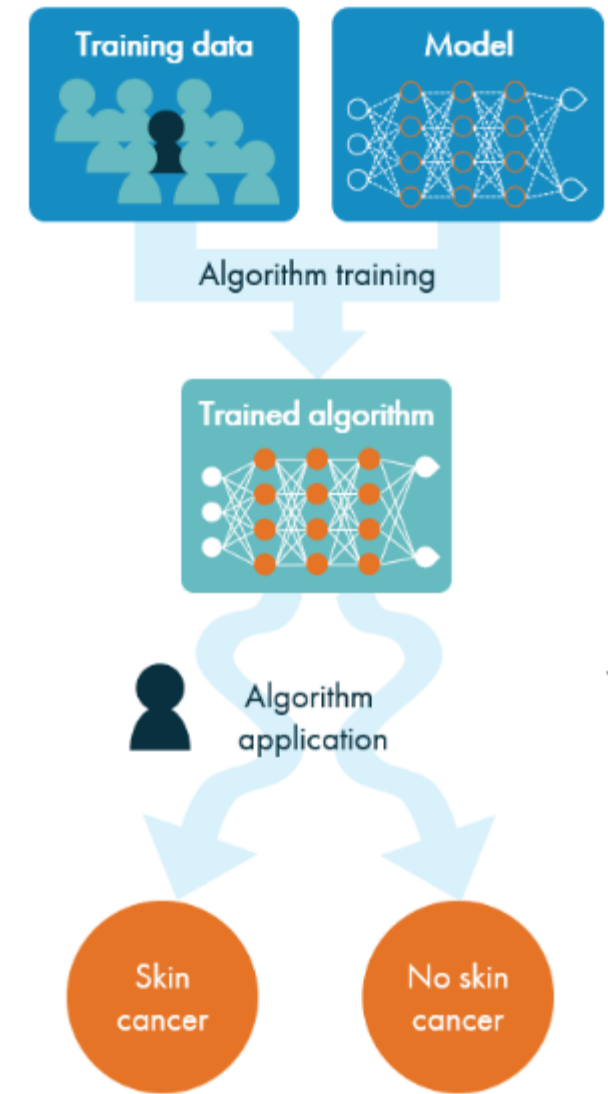 Training data
Model
Algorithm training
Trained algorithm
Algorithm
application
Skin
cancer
No skin
cancer